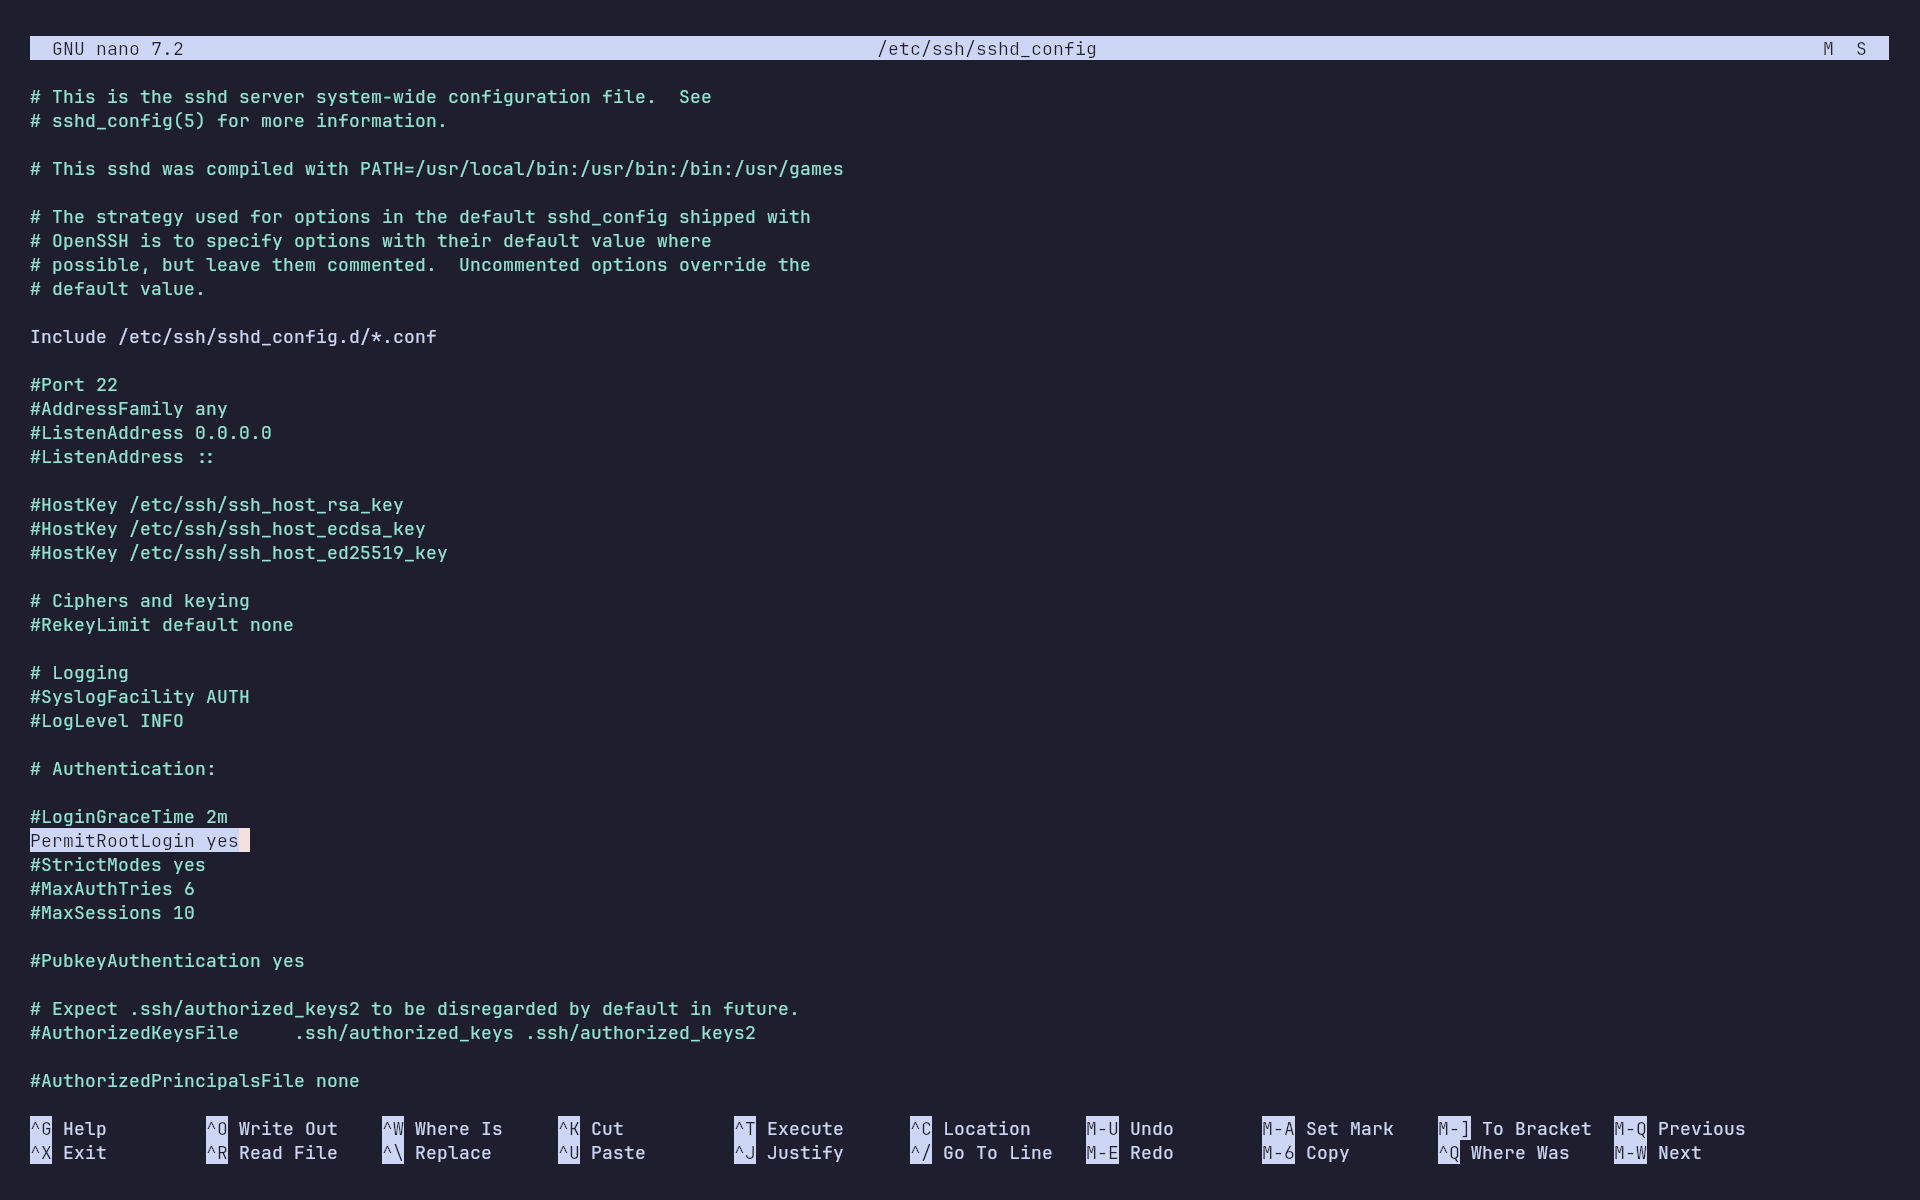 GNU nano 7.2 /etc/ssh/sshd_config M S
# This is the sshd server system-wide configuration file.  See
# sshd_config(5) for more information.
# This sshd was compiled with PATH=/usr/local/bin:/usr/bin:/bin:/usr/games
# The strategy used for options in the default sshd_config shipped with
# OpenSSH is to specify options with their default value where
# possible, but leave them commented.  Uncommented options override the
# default value.
Include /etc/ssh/sshd_config.d/*.conf
#Port 22
#AddressFamily any
#ListenAddress 0.0.0.0
#ListenAddress ::
#HostKey /etc/ssh/ssh_host_rsa_key
#HostKey /etc/ssh/ssh_host_ecdsa_key
#HostKey /etc/ssh/ssh_host_ed25519_key
# Ciphers and keying
#RekeyLimit default none
# Logging
#SyslogFacility AUTH
#LogLevel INFO
# Authentication:
#LoginGraceTime 2m
PermitRootLogin yes
#StrictModes yes
#MaxAuthTries 6
#MaxSessions 10
#PubkeyAuthentication yes
# Expect .ssh/authorized_keys2 to be disregarded by default in future.
#AuthorizedKeysFile     .ssh/authorized_keys .ssh/authorized_keys2
#AuthorizedPrincipalsFile none
^G Help ^O Write Out ^W Where Is ^K Cut ^T Execute ^C Location M-U Undo M-A Set Mark M-] To Bracket M-Q Previous
^X Exit ^R Read File ^\ Replace ^U Paste ^J Justify ^/ Go To Line M-E Redo M-6 Copy ^Q Where Was M-W Next